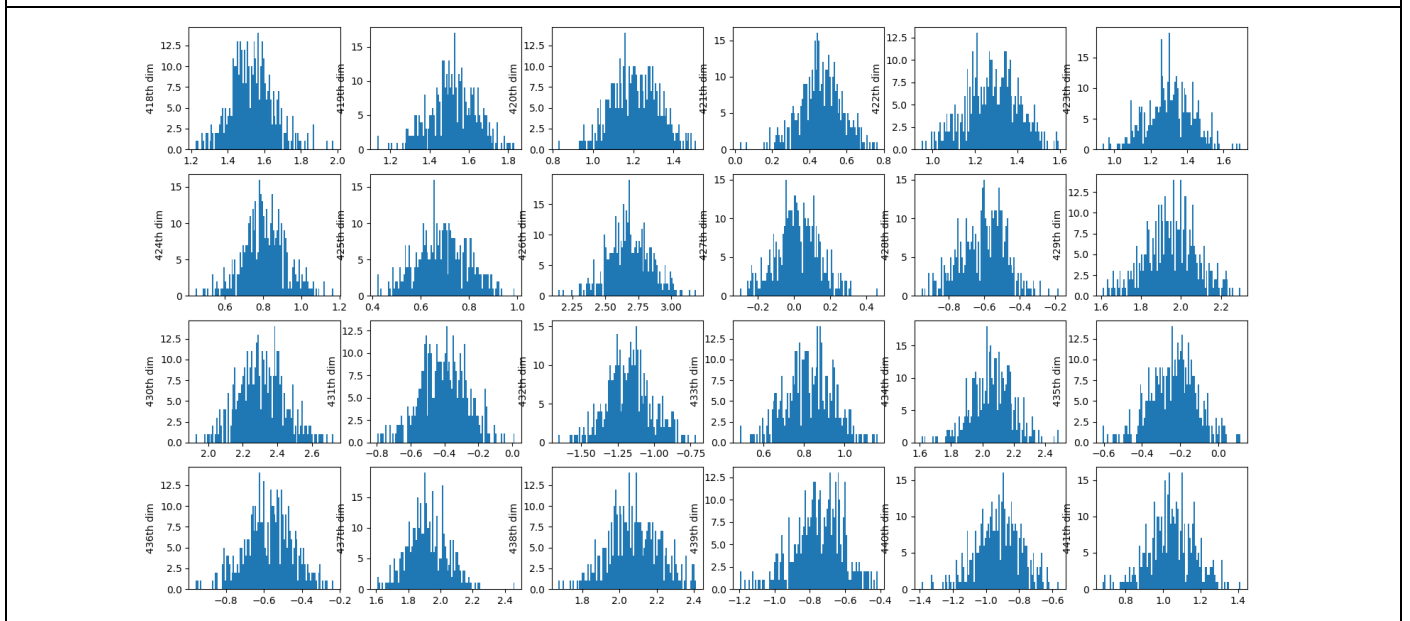 418th dim
12.5
10.0
7.5
5.0
2.5
0.0
1.2 1.4 1.6 1.8 2.0
419th dim
15
10
5
0
1.2 1.4 1.6 1.8
420th dim
12.5
10.0
7.5
5.0
2.5
0.0
0.8 1.0 1.2 1.4
421th dim
15
10
5
0
0.0 0.2 0.4 0.6 0.8
422th dim
12.5
10.0
7.5
5.0
2.5
0.0
1.0 1.2 1.4 1.6
423th dim
15
10
5
0
1.0 1.2 1.4 1.6
424th dim
15
10
5
0
0.6 0.8 1.0 1.2
425th dim
15
10
5
0
0.4 0.6 0.8 1.0
426th dim
15
10
5
0
2.25 2.50 2.75 3.00
427th dim
15
10
5
0
−0.2 0.0 0.2 0.4
428th dim
15
10
5
0
−0.8 −0.6 −0.4 −0.2
429th dim
12.5
10.0
7.5
5.0
2.5
0.0
1.6 1.8 2.0 2.2
430th dim
12.5
10.0
7.5
5.0
2.5
0.0
2.0 2.2 2.4 2.6
431th dim
12.5
10.0
7.5
5.0
2.5
0.0
−0.8 −0.6 −0.4 −0.2 0.0
432th dim
15
10
5
0
−1.50 −1.25 −1.00 −0.75
433th dim
12.5
10.0
7.5
5.0
2.5
0.0
0.6 0.8 1.0
434th dim
15
10
5
0
1.6 1.8 2.0 2.2 2.4
435th dim
12.5
10.0
7.5
5.0
2.5
0.0
−0.6 −0.4 −0.2 0.0
436th dim
12.5
10.0
7.5
5.0
2.5
0.0
−0.8 −0.6 −0.4 −0.2
437th dim
15
10
5
0
1.6 1.8 2.0 2.2 2.4
438th dim
12.5
10.0
7.5
5.0
2.5
0.0
1.8 2.0 2.2 2.4
439th dim
12.5
10.0
7.5
5.0
2.5
0.0
−1.2 −1.0 −0.8 −0.6 −0.4
440th dim
15
10
5
0
−1.4 −1.2 −1.0 −0.8 −0.6
441th dim
15
10
5
0
0.8 1.0 1.2 1.4